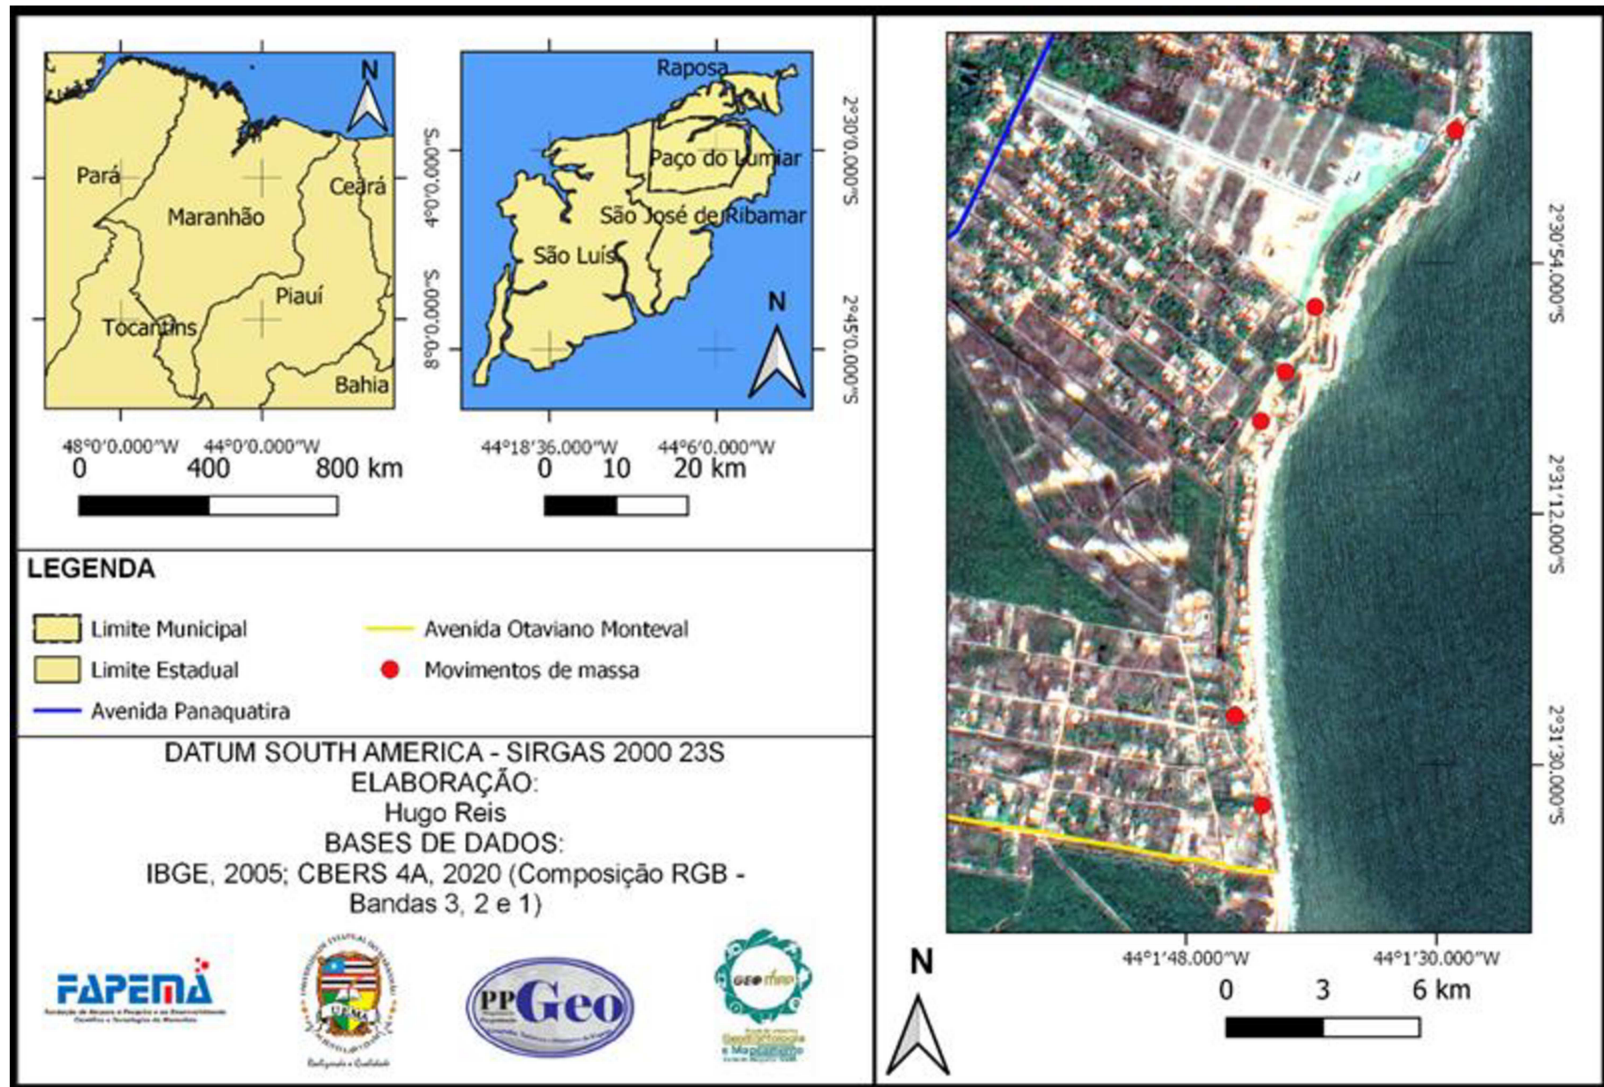 N
Pará
Maranhão
Ceará
Piauí
Tocantins
Bahia
4°0'0.000"S
8°0'0.000"S
48°0'0.000"W 44°0'0.000"W
0 400 800 km
Raposa
Paço do Lumiar
São José de Ribamar
São Luís
N
2°30'0.000"S
2°45'0.000"S
44°18'36.000"W 44°6'0.000"W
0 10 20 km
LEGENDA
Limite Municipal
Limite Estadual
Avenida Panaquatira
Avenida Otaviano Monteval
Movimentos de massa
DATUM SOUTH AMERICA - SIRGAS 2000 23S
ELABORAÇÃO:
Hugo Reis
BASES DE DADOS:
IBGE, 2005; CBERS 4A, 2020 (Composição RGB -
Bandas 3, 2 e 1)
FAPEMA
UEMA
PPGeo
GEOMAP
2°30'54.000"S
2°31'12.000"S
2°31'30.000"S
44°1'48.000"W 44°1'30.000"W
N
0 3 6 km